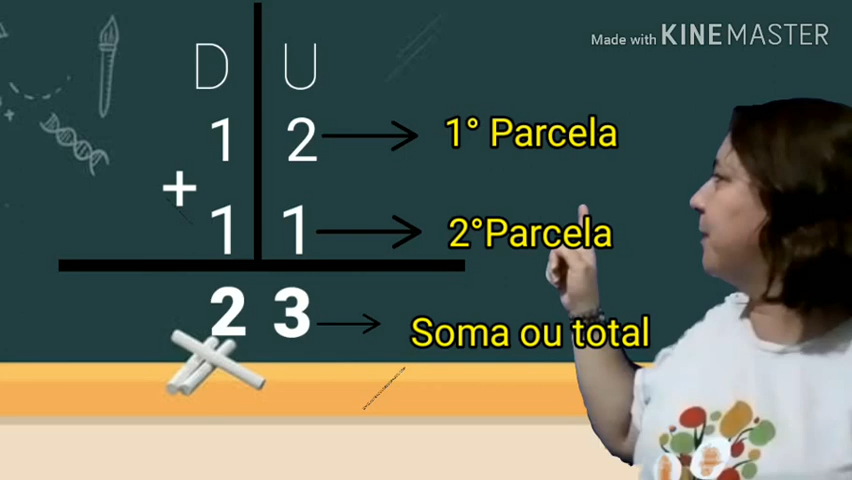 Made with KINEMASTER
D U
1 2 1° Parcela
+
1 1 2°Parcela
2 3 Soma ou total